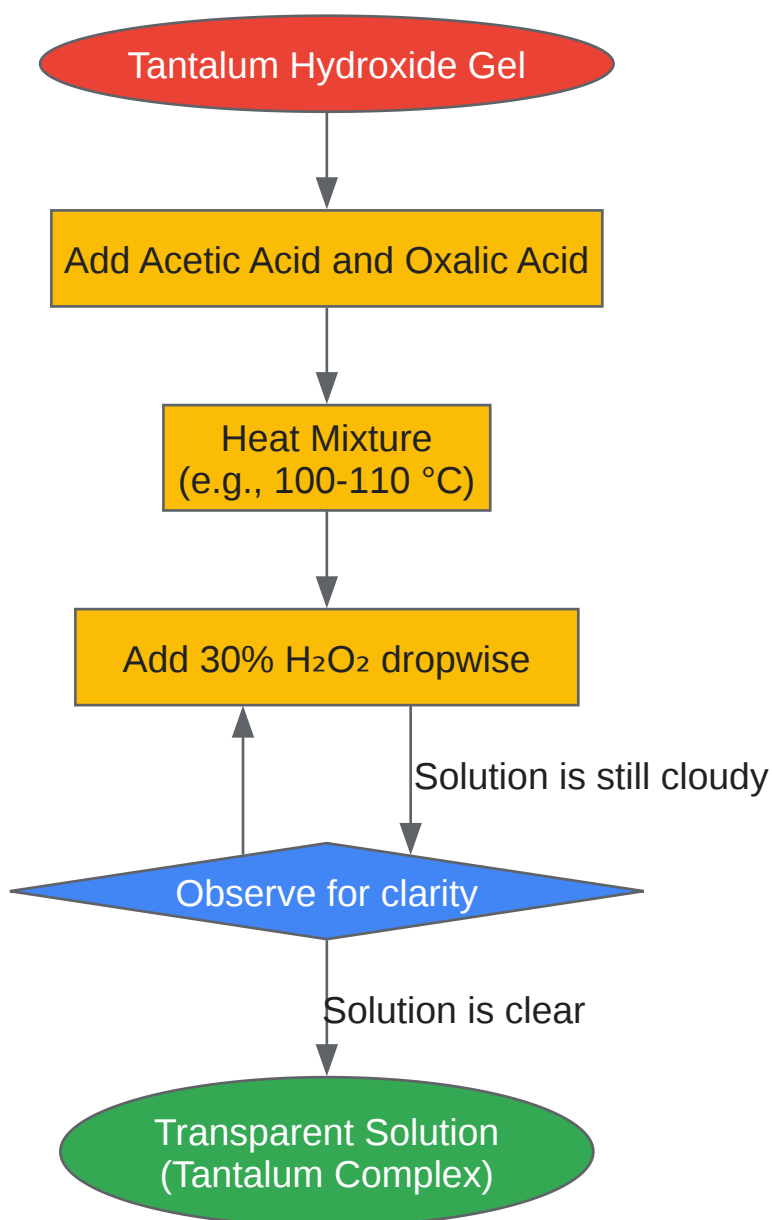 Tantalum Hydroxide Gel
Add Acetic Acid and Oxalic Acid
Heat Mixture
(e.g., 100-110 °C)
Add 30% H₂O₂ dropwise
Solution is still cloudy
Observe for clarity
Solution is clear
Transparent Solution
(Tantalum Complex)